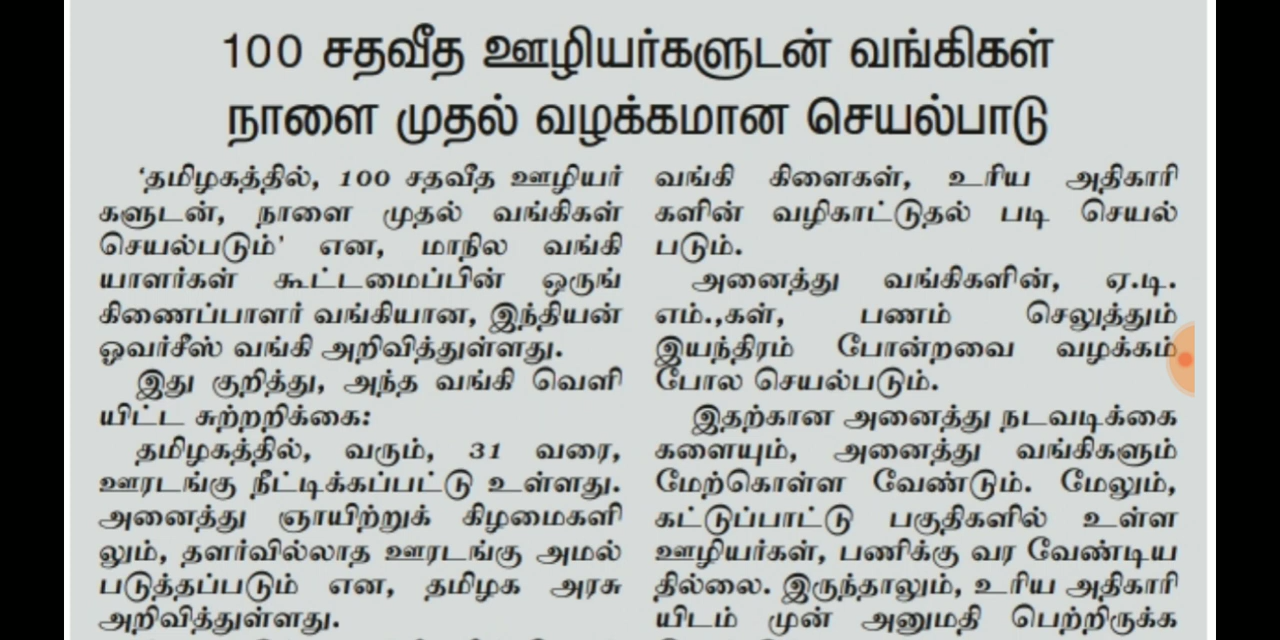 100 சதவீத ஊழியர்களுடன் வங்கிகள்
நாளை முதல் வழக்கமான செயல்பாடு
‘தமிழகத்தில், 100 சதவீத ஊழியர்
களுடன், நாளை முதல் வங்கிகள்
செயல்படும்’ என, மாநில வங்கி
யாளர்கள் கூட்டமைப்பின் ஒருங்
கிணைப்பாளர் வங்கியான, இந்தியன்
ஓவர்சீஸ் வங்கி அறிவித்துள்ளது.
இது குறித்து, அந்த வங்கி வெளி
யிட்ட சுற்றறிக்கை:
தமிழகத்தில், வரும், 31 வரை,
ஊரடங்கு நீட்டிக்கப்பட்டு உள்ளது.
அனைத்து ஞாயிற்றுக் கிழமைகளி
லும், தளர்வில்லாத ஊரடங்கு அமல்
படுத்தப்படும் என, தமிழக அரசு
அறிவித்துள்ளது.
வங்கி கிளைகள், உரிய அதிகாரி
களின் வழிகாட்டுதல் படி செயல்
படும்.
அனைத்து வங்கிகளின், ஏ.டி.
எம்.,கள், பணம் செலுத்தும்
இயந்திரம் போன்றவை வழக்கம்
போல செயல்படும்.
இதற்கான அனைத்து நடவடிக்கை
களையும், அனைத்து வங்கிகளும்
மேற்கொள்ள வேண்டும். மேலும்,
கட்டுப்பாட்டு பகுதிகளில் உள்ள
ஊழியர்கள், பணிக்கு வர வேண்டிய
தில்லை. இருந்தாலும், உரிய அதிகாரி
யிடம் முன் அனுமதி பெற்றிருக்க